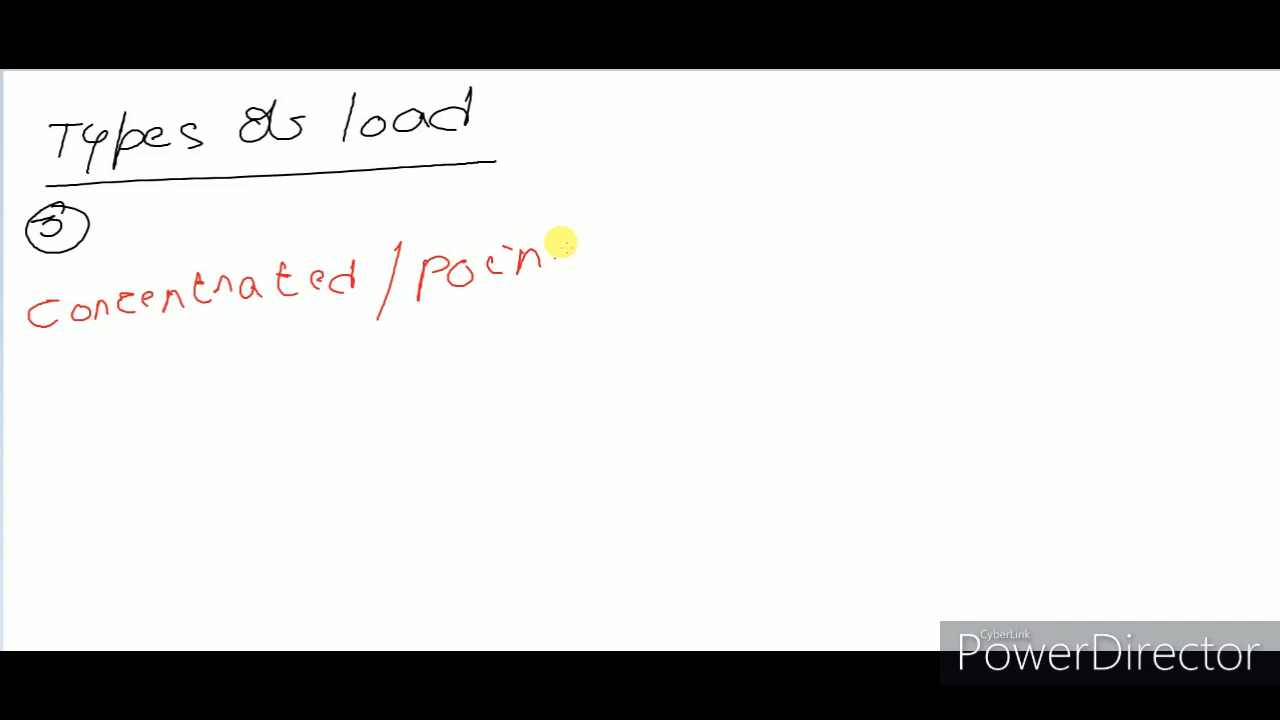 Types of load
5
Concentrated / Poin
CyberLink
PowerDirector